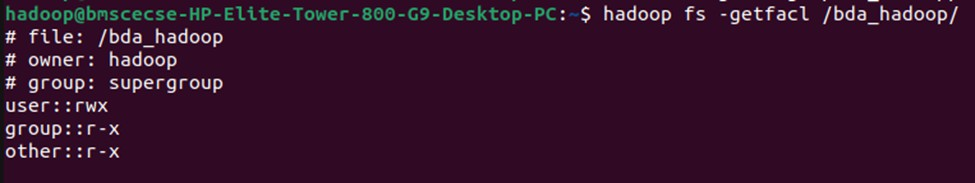 hadoop@bmscecse-HP-Elite-Tower-800-G9-Desktop-PC:~$ hadoop fs -getfacl /bda_hadoop/
# file: /bda_hadoop
# owner: hadoop
# group: supergroup
user::rwx
group::r-x
other::r-x